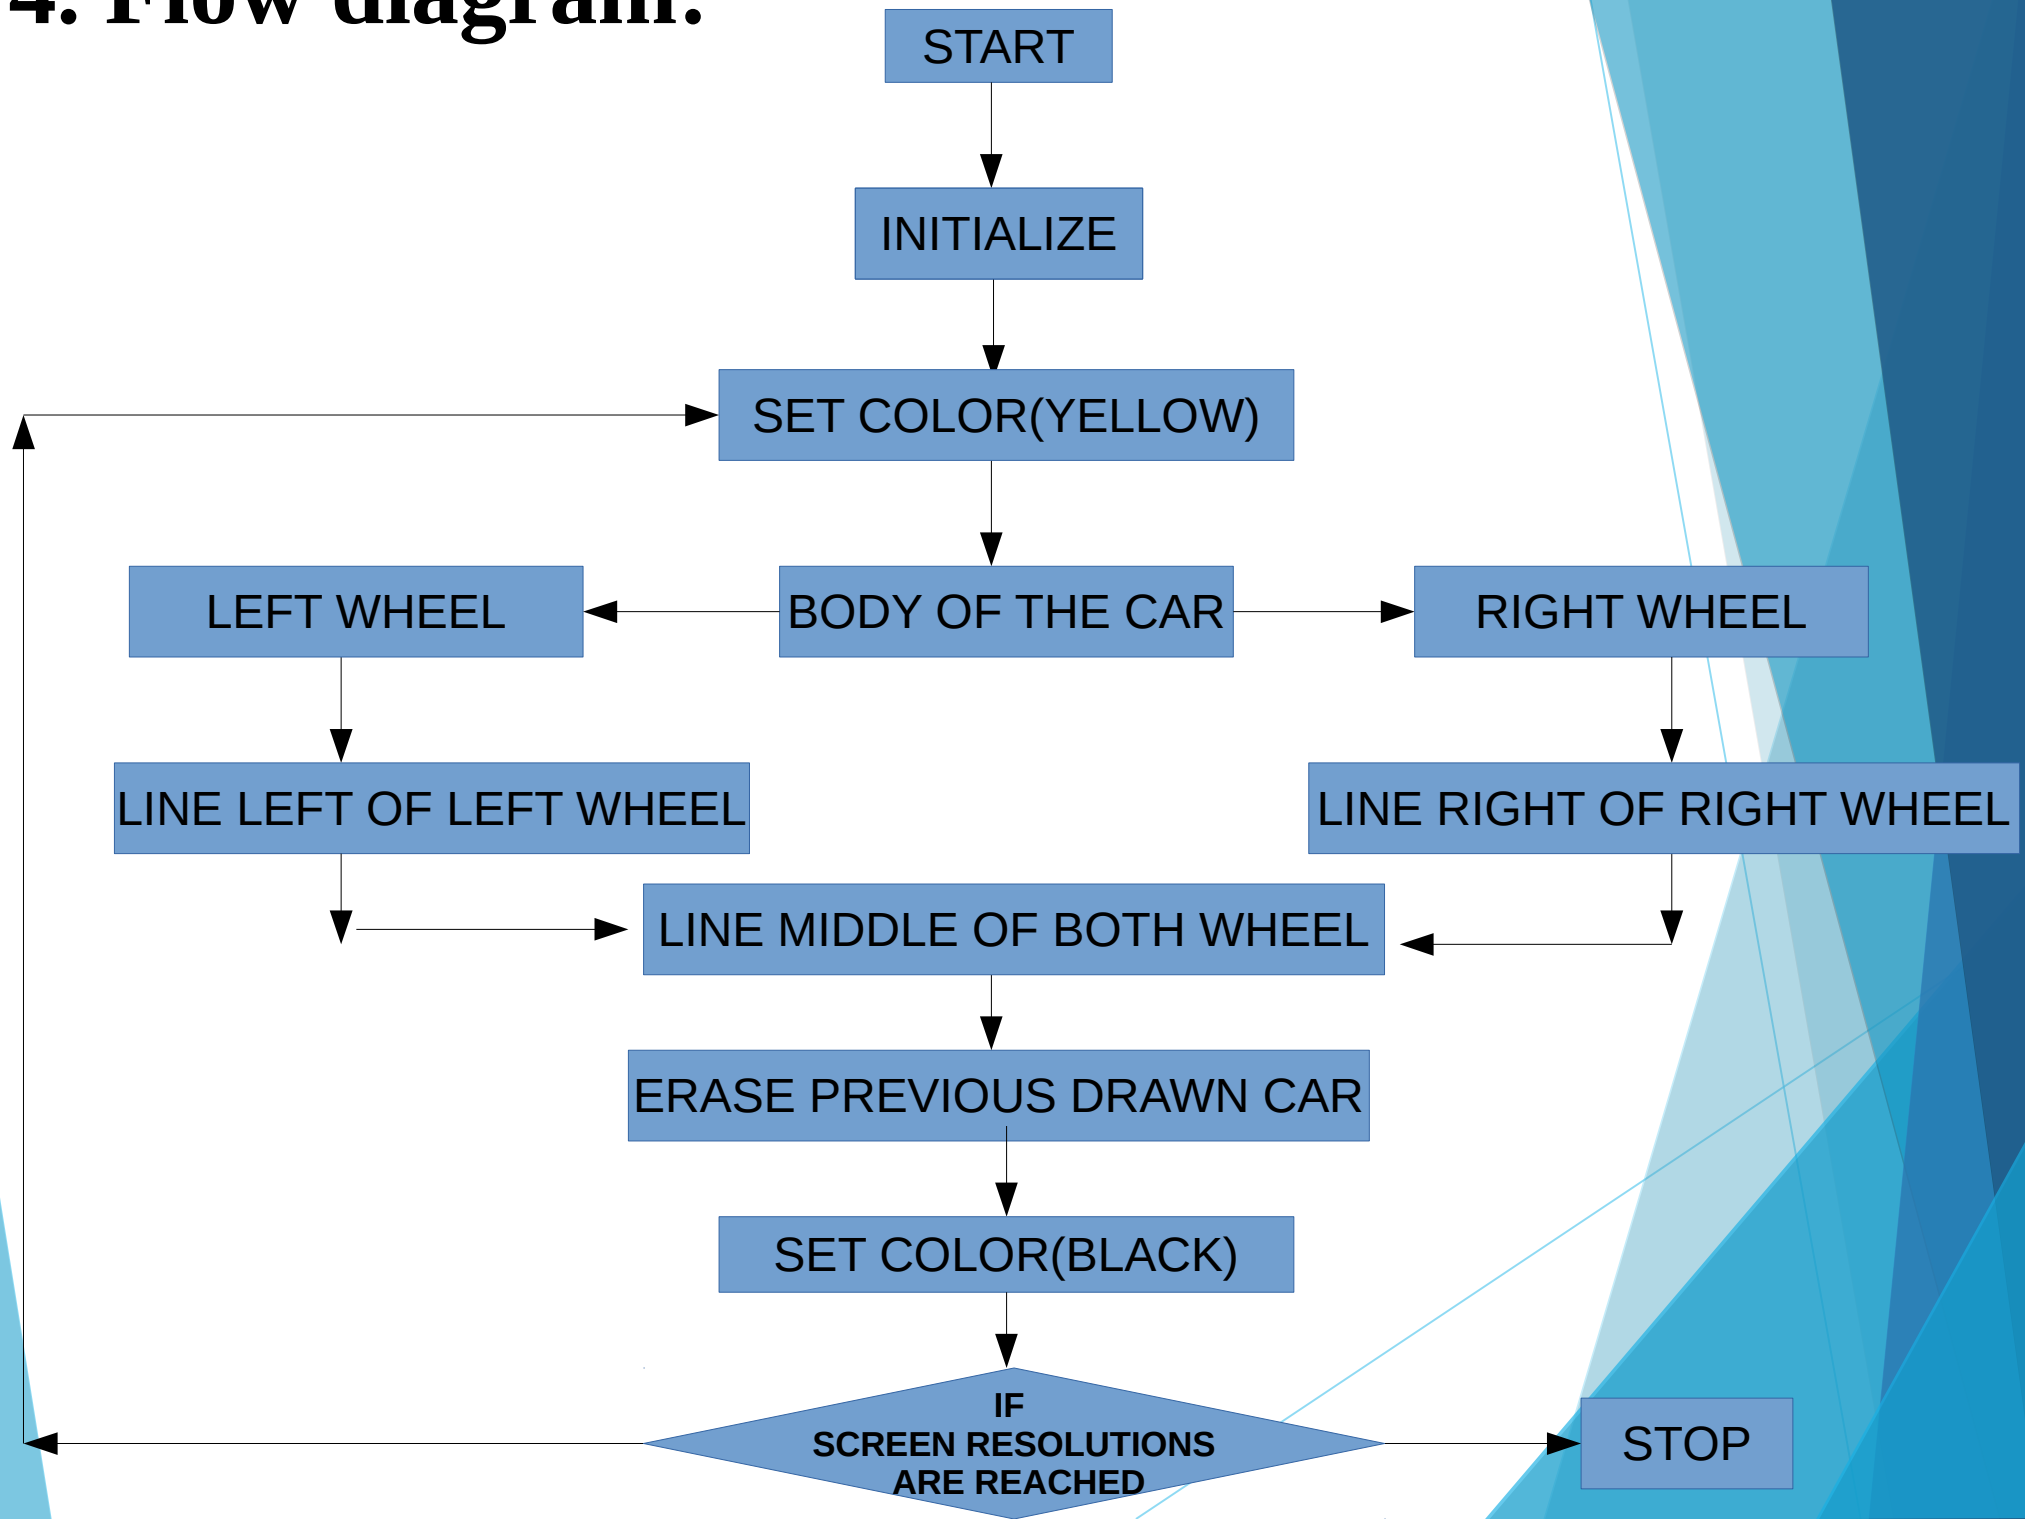 4. Flow diagram:
START
INITIALIZE
SET COLOR(YELLOW)
LEFT WHEEL
BODY OF THE CAR
RIGHT WHEEL
LINE LEFT OF LEFT WHEEL
LINE RIGHT OF RIGHT WHEEL
LINE MIDDLE OF BOTH WHEEL
ERASE PREVIOUS DRAWN CAR
SET COLOR(BLACK)
IF
SCREEN RESOLUTIONS
ARE REACHED
STOP